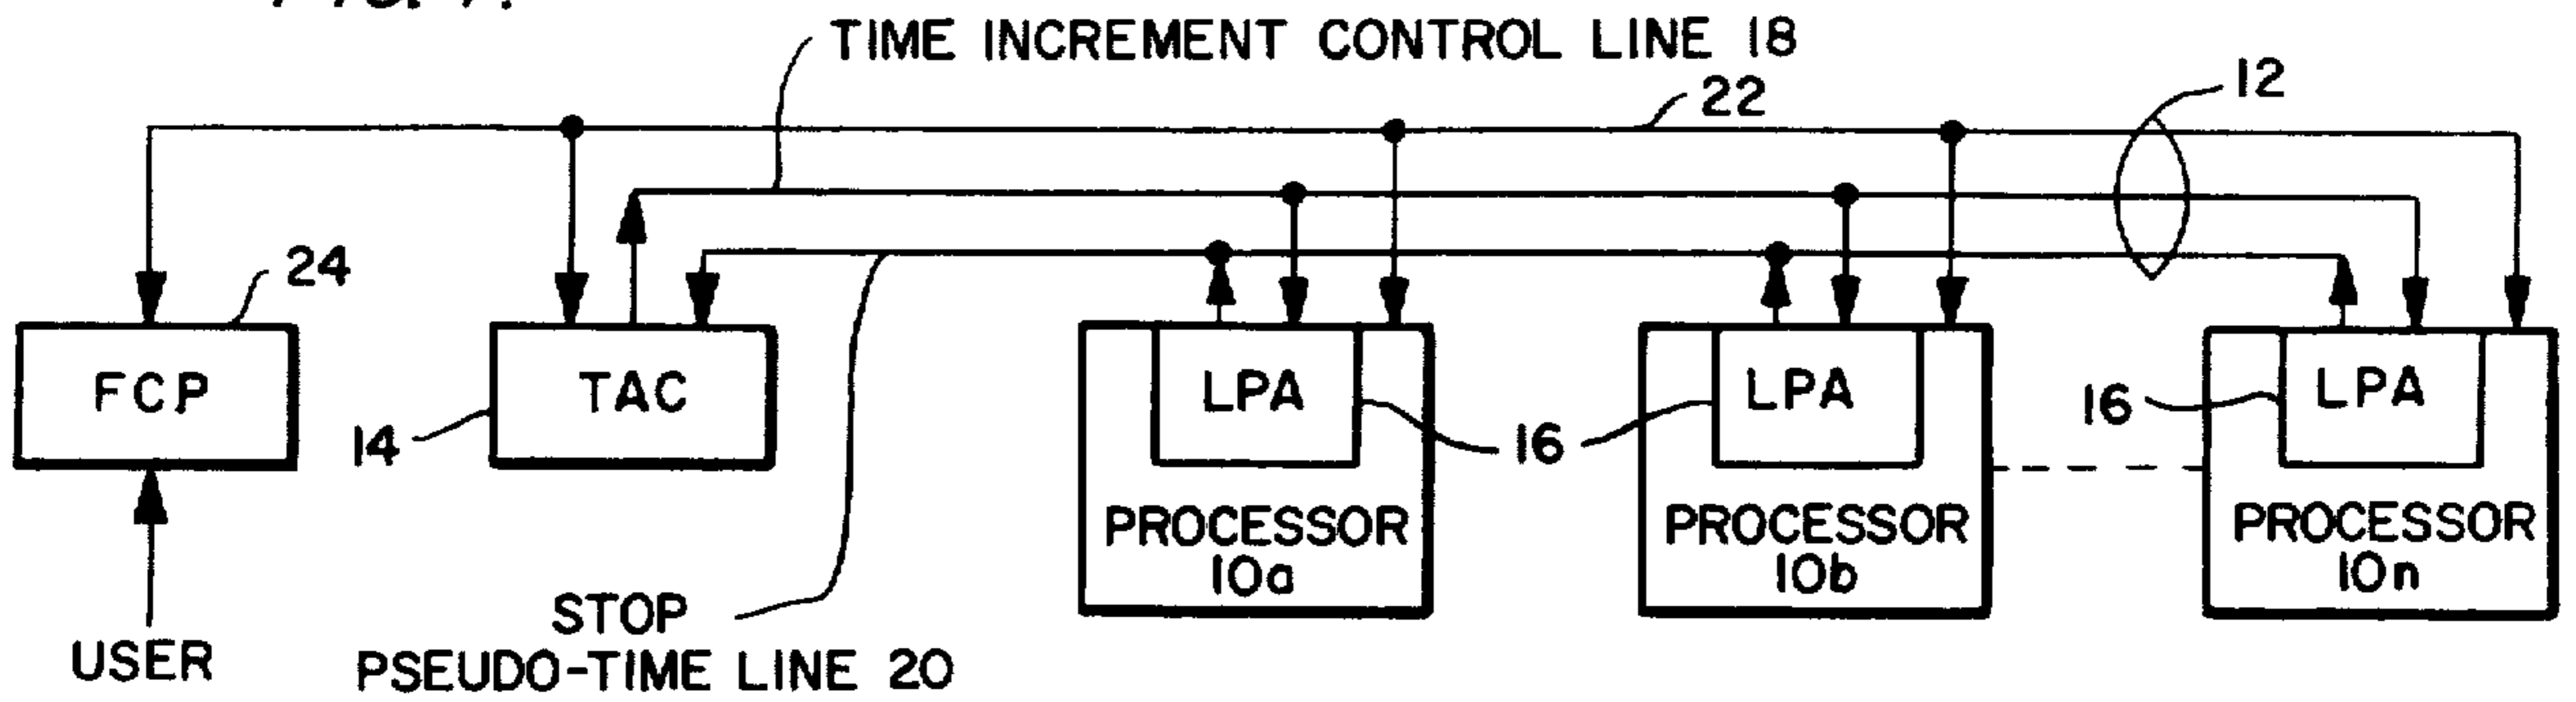 TIME INCREMENT CONTROL LINE 18
22
12
24
FCP
TAC
14
LPA
LPA
LPA
16
16
PROCESSOR
10a
PROCESSOR
10b
PROCESSOR
10n
USER
STOP
PSEUDO-TIME LINE 20